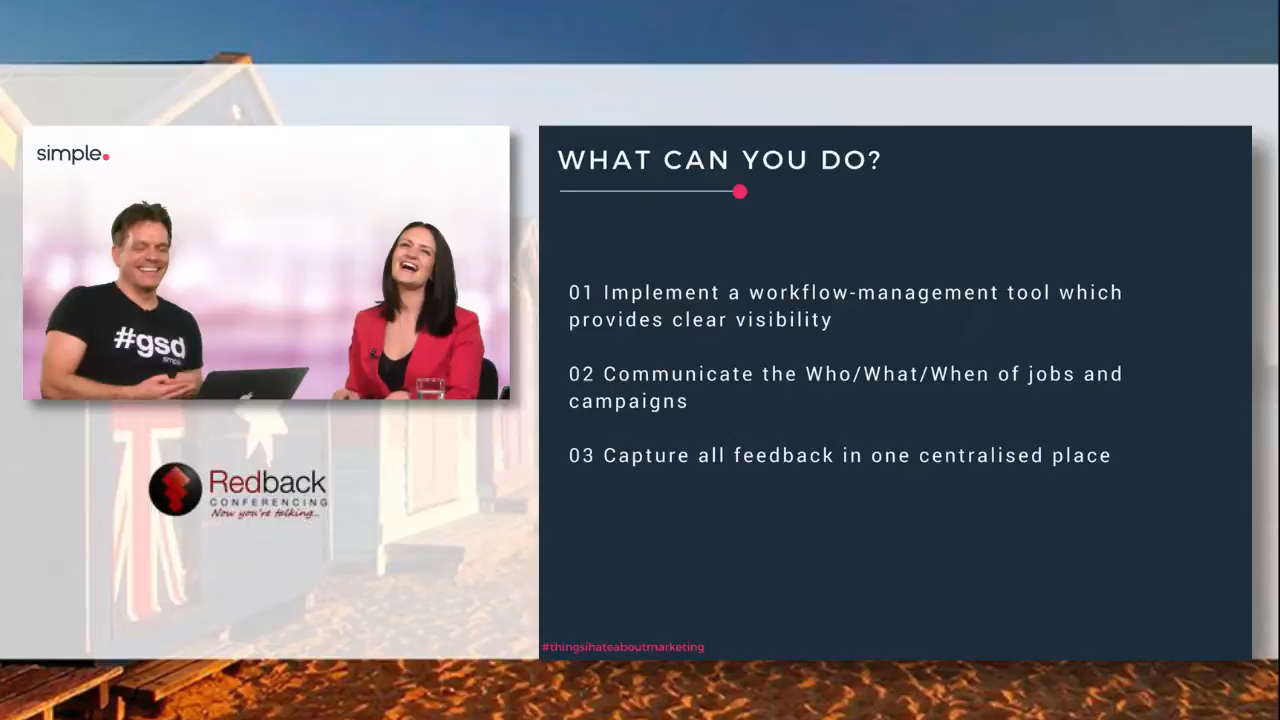 simple.
#gsd
simple.
Redback
CONFERENCING
Now you're talking..
WHAT CAN YOU DO?
01 Implement a workflow-management tool which
provides clear visibility
02 Communicate the Who/What/When of jobs and
campaigns
03 Capture all feedback in one centralised place
#thingsihateaboutmarketing